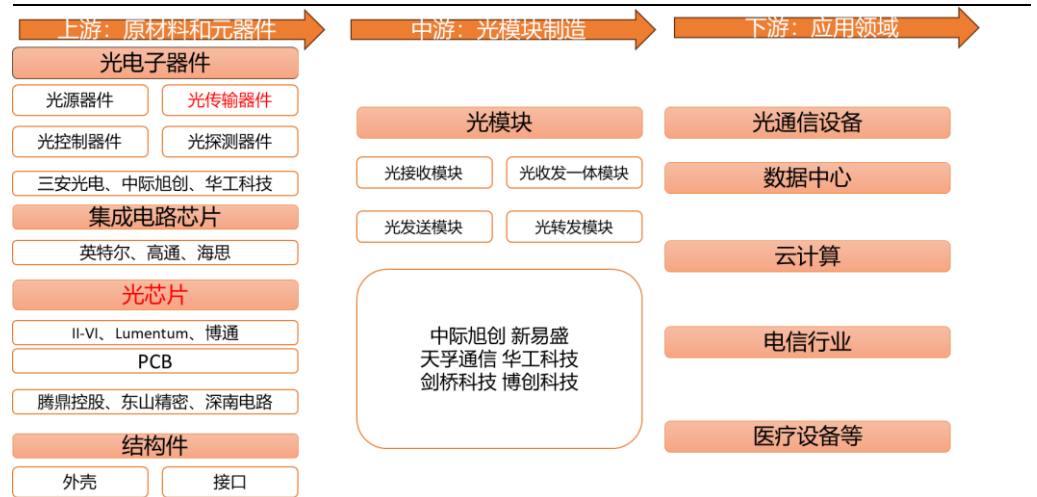 上游：原材料和元器件
光电子器件
光源器件
光传输器件
光控制器件
光探测器件
三安光电、中际旭创、华工科技
集成电路芯片
英特尔、高通、海思
光芯片
II-VI、Lumentum、博通
PCB
腾鼎控股、东山精密、深南电路
结构件
外壳
接口
中游：光模块制造
光模块
光接收模块
光收发一体模块
光发送模块
光转发模块
中际旭创 新易盛
天孚通信 华工科技
剑桥科技 博创科技
下游：应用领域
光通信设备
数据中心
云计算
电信行业
医疗设备等